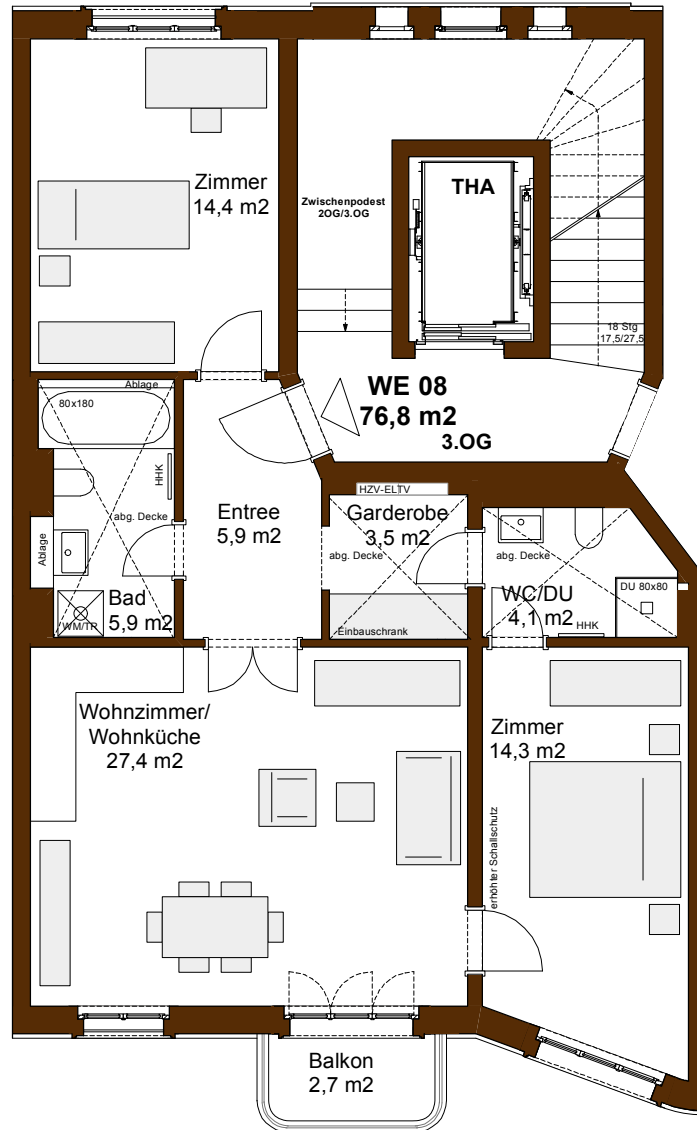 Zimmer
14,4 m2
Zwischenpodest
2OG/3.OG
THA
18 Stg
17,5/27,5
WE 08
76,8 m2
3.OG
Ablage
80x180
HHK
abg. Decke
Ablage
Bad
5,9 m2
WM/TR
Entree
5,9 m2
HZV-ELTV
Garderobe
3,5 m2
abg. Decke
Einbauschrank
abg. Decke
WC/DU
4,1 m2
DU 80x80
HHK
Wohnzimmer/
Wohnküche
27,4 m2
Zimmer
14,3 m2
erhöhter Schallschutz
Balkon
2,7 m2